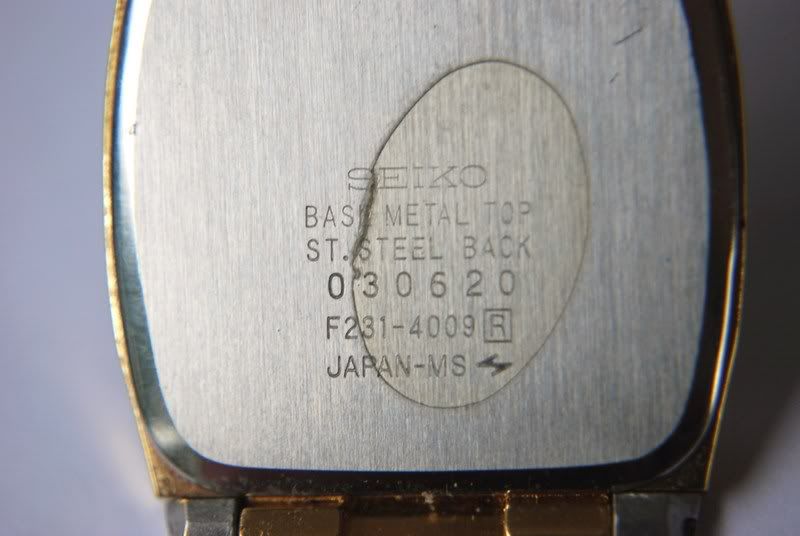 SEIKO
BASE METAL TOP
ST. STEEL BACK
030620
F231-4009 R
JAPAN-MS